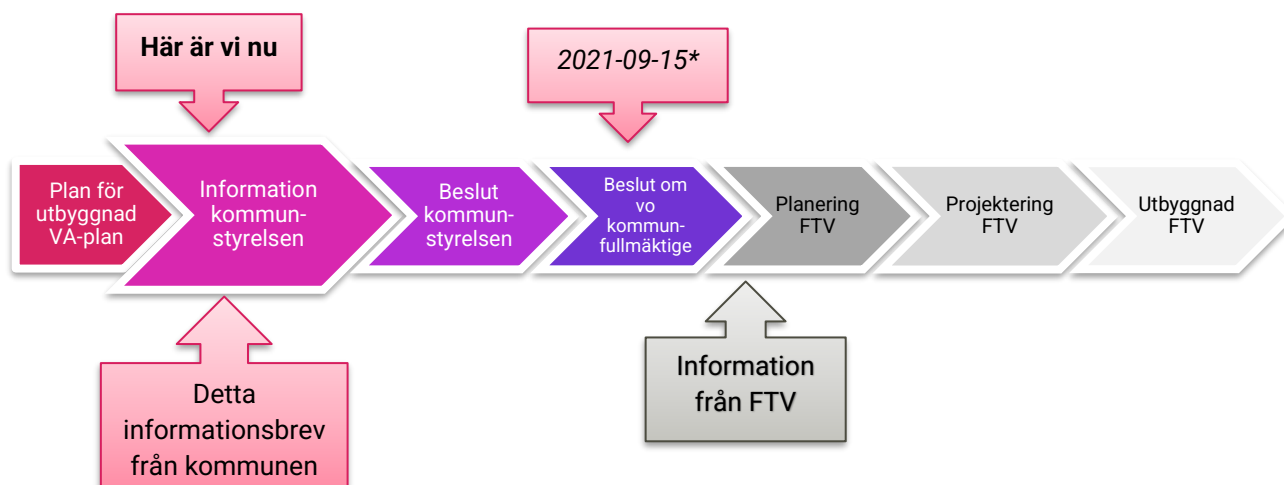 Här är vi nu
2021-09-15*
Plan för
utbyggnad
VA-plan
Information
kommun-
styrelsen
Beslut
kommun-
styrelsen
Beslut om
vo
kommun-
fullmäktige
Planering
FTV
Projektering
FTV
Utbyggnad
FTV
Detta
informationsbrev
från kommunen
Information
från FTV